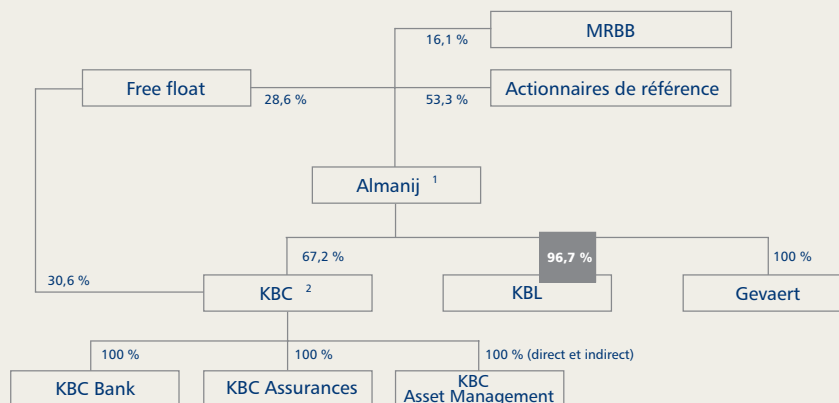 MRBB
16,1 %
Free float
Actionnaires de référence
28,6 %
53,3 %
Almanij 1
67,2 %
96,7 %
100 %
30,6 %
KBC 2
KBL
Gevaert
100 %
100 %
100 % (direct et indirect)
KBC Bank
KBC Assurances
KBC
Asset Management